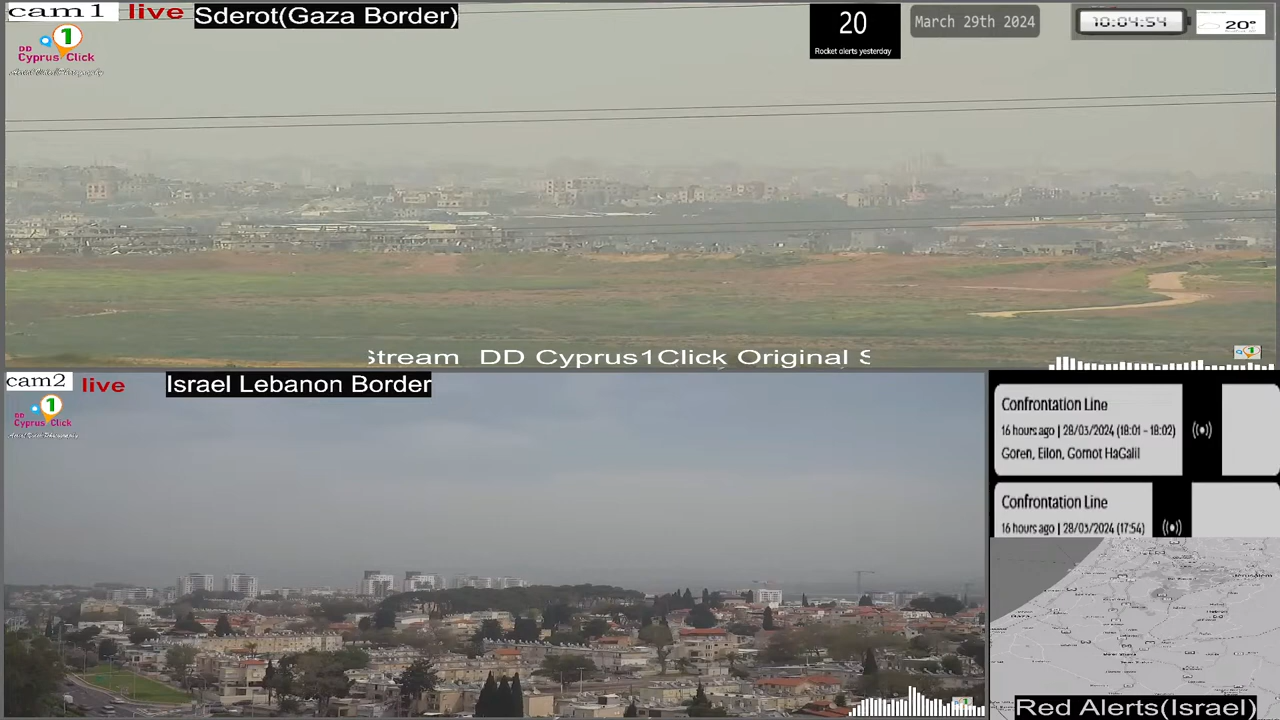 cam1 live Sderot(Gaza Border)
20
Rocket alerts yesterday
March 29th 2024
10:04:54
20°
1
DD
Cyprus Click
Stream DD Cyprus1Click Original S
cam2 live Israel Lebanon Border
1
DD
Cyprus Click
Confrontation Line
16 hours ago | 28/03/2024 (18:01 - 18:02)
Goren, Eilon, Gornot HaGalil
Confrontation Line
16 hours ago | 28/03/2024 (17:54)
Jerusalem
Red Alerts(Israel)